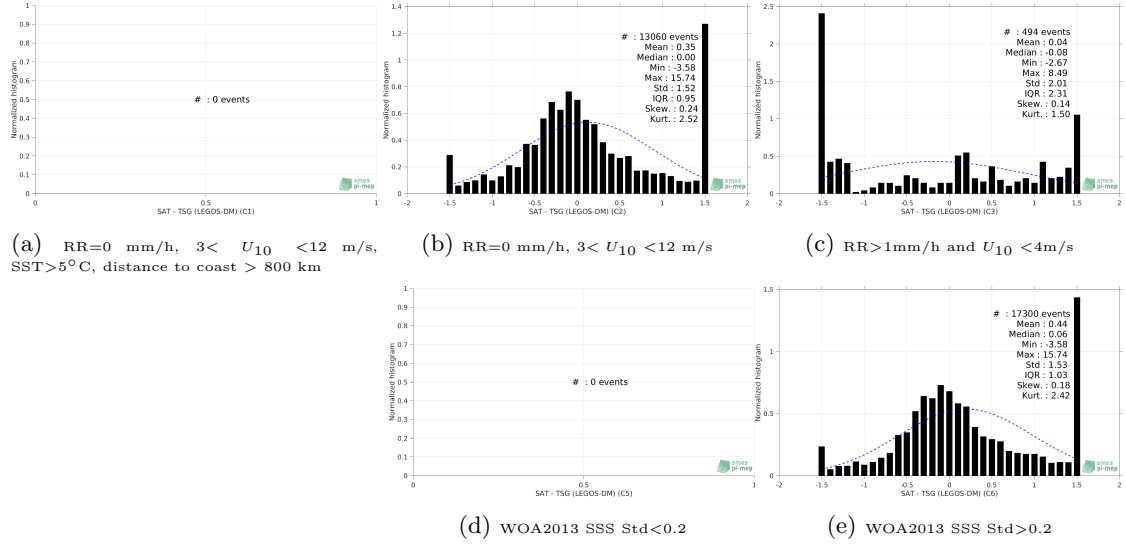 1
0.9
0.8
0.7
0.6
0.5
0.4
0.3
0.2
0.1
0
Normalized histogram
# : 0 events
0 0.5 1
SAT - TSG (LEGOS-DM) (C1)
smos
pi-mep
(a) RR=0 mm/h, 3< U10 <12 m/s,
SST>5°C, distance to coast > 800 km
1.4
1.2
1
0.8
0.6
0.4
0.2
0
Normalized histogram
# : 13060 events
Mean : 0.35
Median : 0.00
Min : -3.58
Max : 15.74
Std : 1.52
IQR : 0.95
Skew. : 0.24
Kurt. : 2.52
-2 -1.5 -1 -0.5 0 0.5 1 1.5 2
SAT - TSG (LEGOS-DM) (C2)
smos
pi-mep
(b) RR=0 mm/h, 3< U10 <12 m/s
2.5
2
1.5
1
0.5
0
Normalized histogram
# : 494 events
Mean : 0.04
Median : -0.08
Min : -2.67
Max : 8.49
Std : 2.01
IQR : 2.31
Skew. : 0.14
Kurt. : 1.50
-2 -1.5 -1 -0.5 0 0.5 1 1.5 2
SAT - TSG (LEGOS-DM) (C3)
smos
pi-mep
(c) RR>1mm/h and U10 <4m/s
1
0.9
0.8
0.7
0.6
0.5
0.4
0.3
0.2
0.1
0
Normalized histogram
# : 0 events
0 0.5 1
SAT - TSG (LEGOS-DM) (C5)
smos
pi-mep
(d) WOA2013 SSS Std<0.2
1.5
1
0.5
0
Normalized histogram
# : 17300 events
Mean : 0.44
Median : 0.06
Min : -3.58
Max : 15.74
Std : 1.53
IQR : 1.03
Skew. : 0.18
Kurt. : 2.42
-2 -1.5 -1 -0.5 0 0.5 1 1.5 2
SAT - TSG (LEGOS-DM) (C6)
smos
pi-mep
(e) WOA2013 SSS Std>0.2